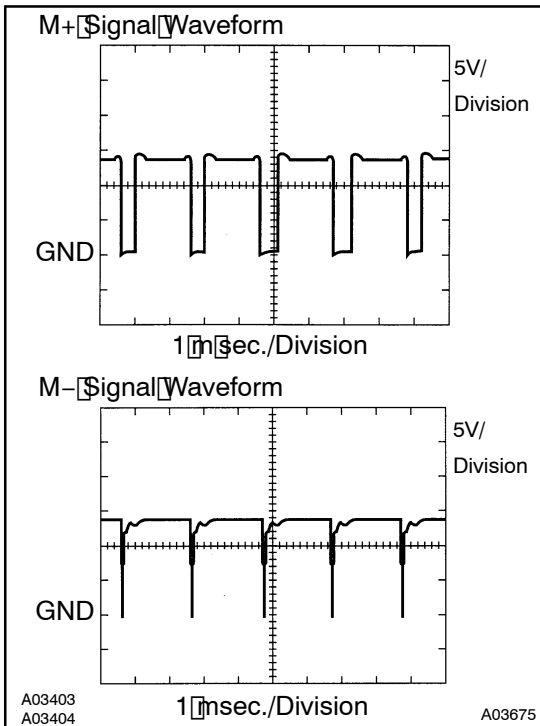 M+ Signal Waveform
5V/
Division
GND
1 m sec./Division
M− Signal Waveform
5V/
Division
GND
A03403
A03404
1 msec./Division
A03675